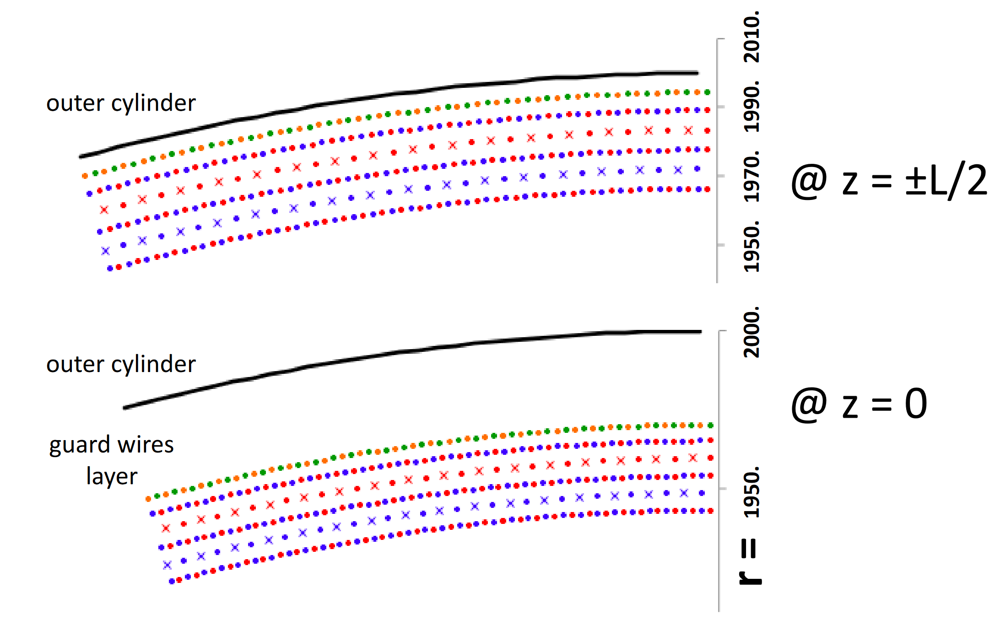 2010.
outer cylinder
1990.
@ z = ±L/2
1970.
1950.
2000.
outer cylinder
@ z = 0
guard wires
layer
1950.
r =